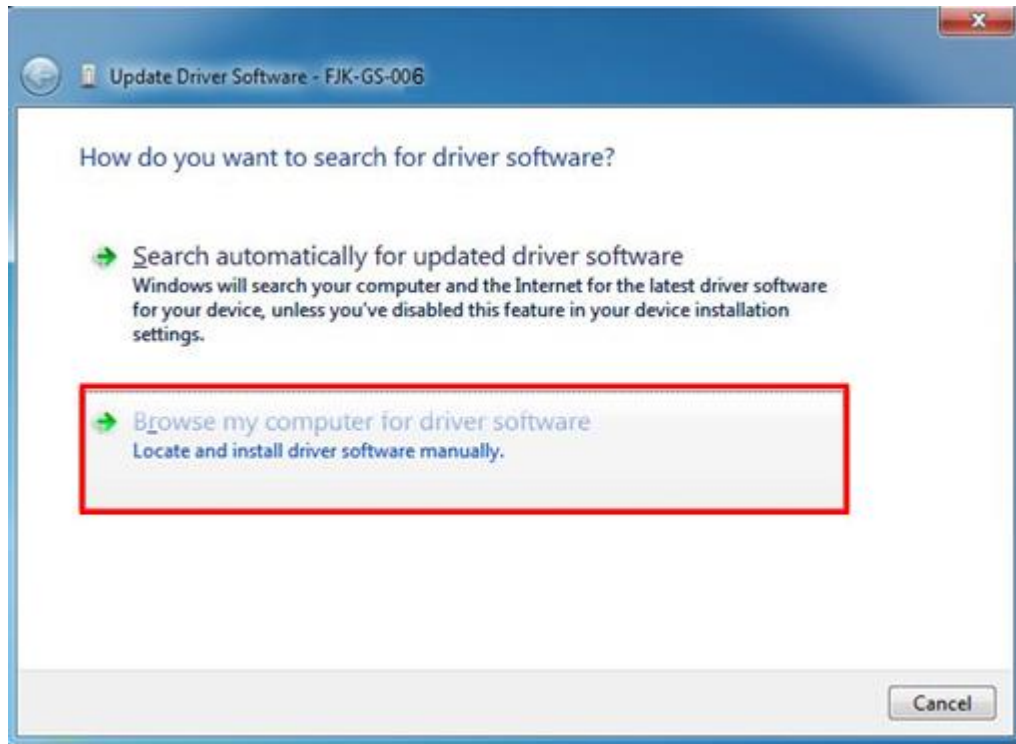 Update Driver Software - FJK-GS-006
How do you want to search for driver software?
Search automatically for updated driver software
Windows will search your computer and the Internet for the latest driver software
for your device, unless you've disabled this feature in your device installation
settings.
Browse my computer for driver software
Locate and install driver software manually.
Cancel